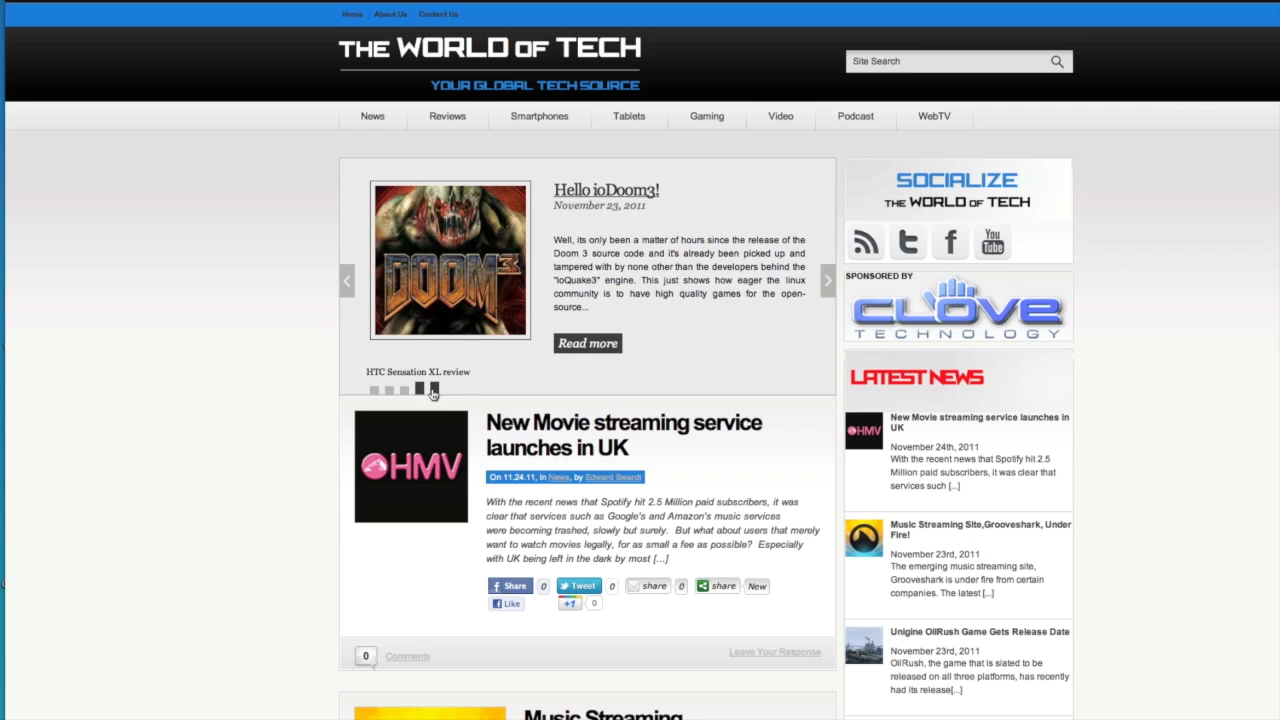 Home About Us Contact Us
THE WORLD OF TECH
YOUR GLOBAL TECH SOURCE
Site Search
News Reviews Smartphones Tablets Gaming Video Podcast WebTV
DOOM3
Hello ioDoom3!
November 23, 2011
Well, its only been a matter of hours since the release of the
Doom 3 source code and it's already been picked up and
tampered with by none other than the developers behind the
"ioQuake3" engine. This just shows how eager the linux
community is to have high quality games for the open-
source...
Read more
HTC Sensation XL review
SOCIALIZE
THE WORLD OF TECH
You
Tube
SPONSORED BY
CLOVE
TECHNOLOGY
HMV
New Movie streaming service
launches in UK
On 11.24.11, in News, by Edward Swardt
With the recent news that Spotify hit 2.5 Million paid subscribers, it was
clear that services such as Google's and Amazon's music services
were becoming trashed, slowly but surely. But what about users that merely
want to watch movies legally, for as small a fee as possible? Especially
with UK being left in the dark by most [...]
Share 0 Tweet 0 share 0 share New
Like +1 0
0 Comments Leave Your Response
Music Streaming
LATEST NEWS
HMV
New Movie streaming service launches in
UK
November 24th, 2011
With the recent news that Spotify hit 2.5
Million paid subscribers, it was clear that
services such [...]
Music Streaming Site,Grooveshark, Under
Fire!
November 23rd, 2011
The emerging music streaming site,
Grooveshark is under fire from certain
companies. The latest [...]
Unigine OilRush Game Gets Release Date
November 23rd, 2011
OilRush, the game that is slated to be
released on all three platforms, has recently
had its release[...]